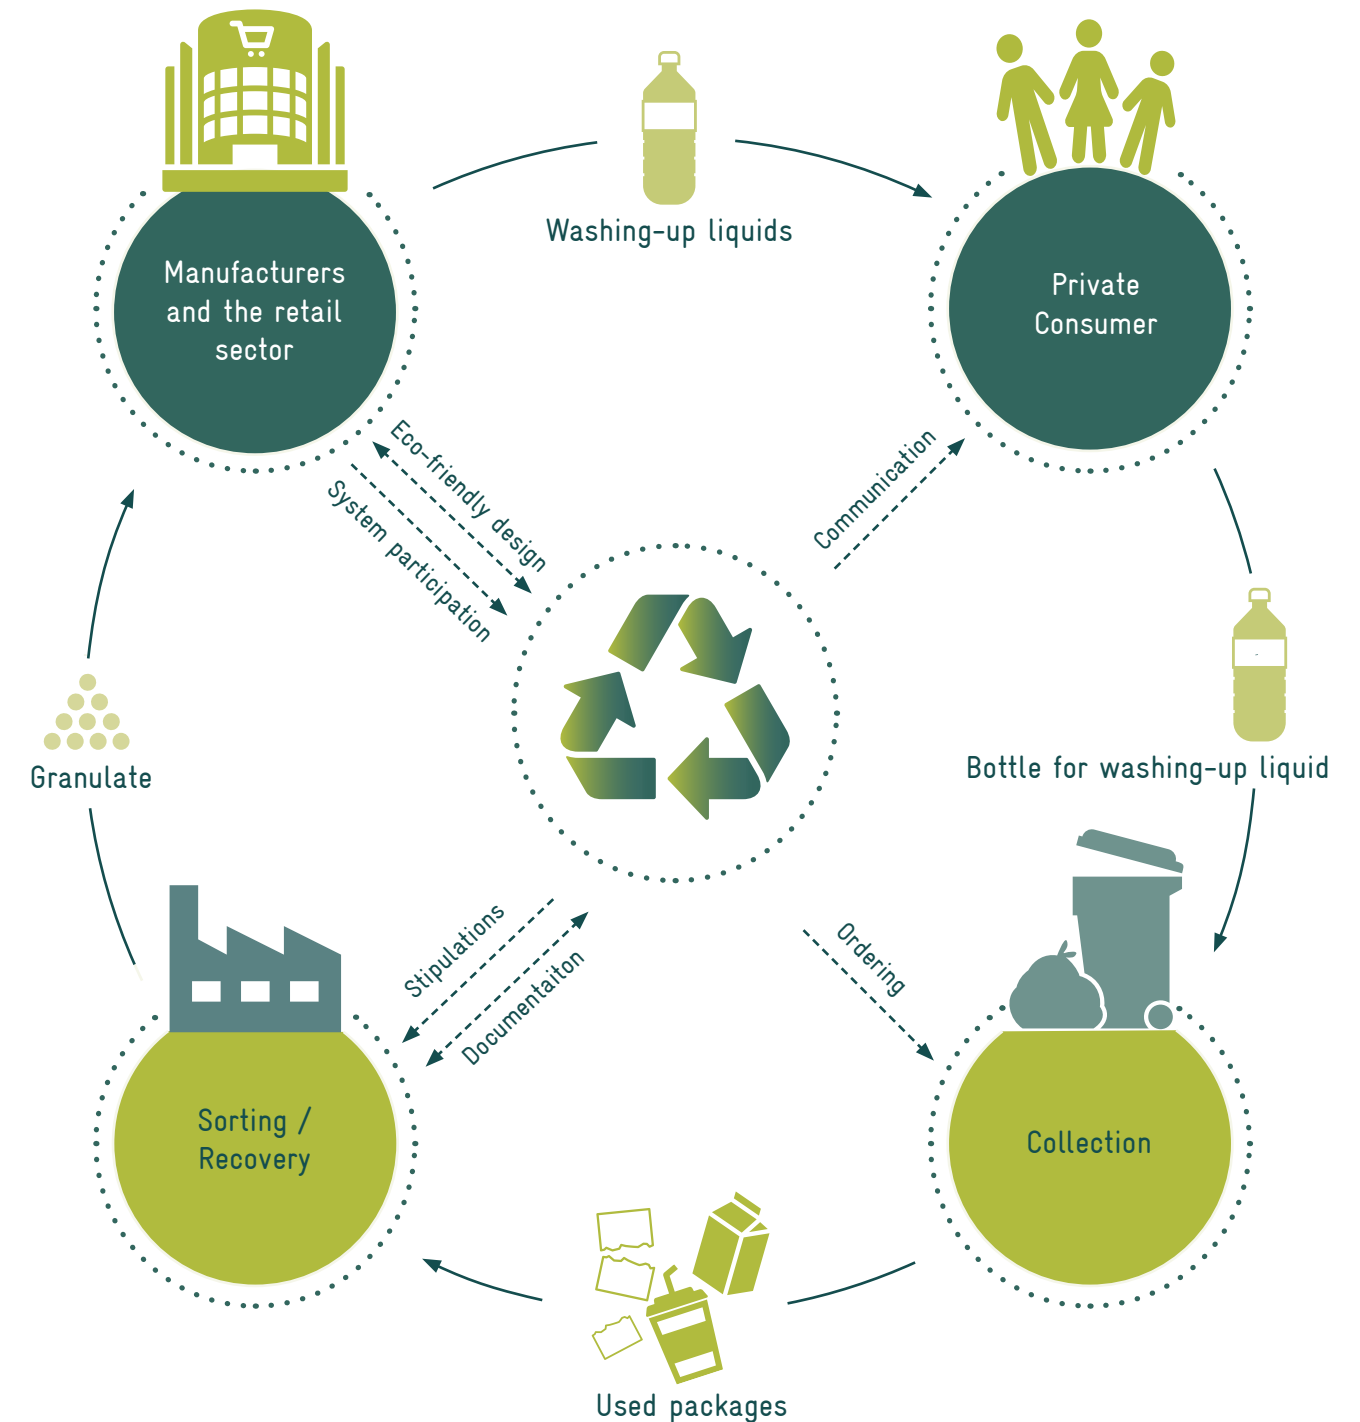 Washing-up liquids
Manufacturers
and the retail
sector
Private
Consumer
Eco-friendly design
System participation
Communication
Granulate
Bottle for washing-up liquid
Stipulations
Documentaiton
Ordering
Sorting /
Recovery
Collection
Used packages